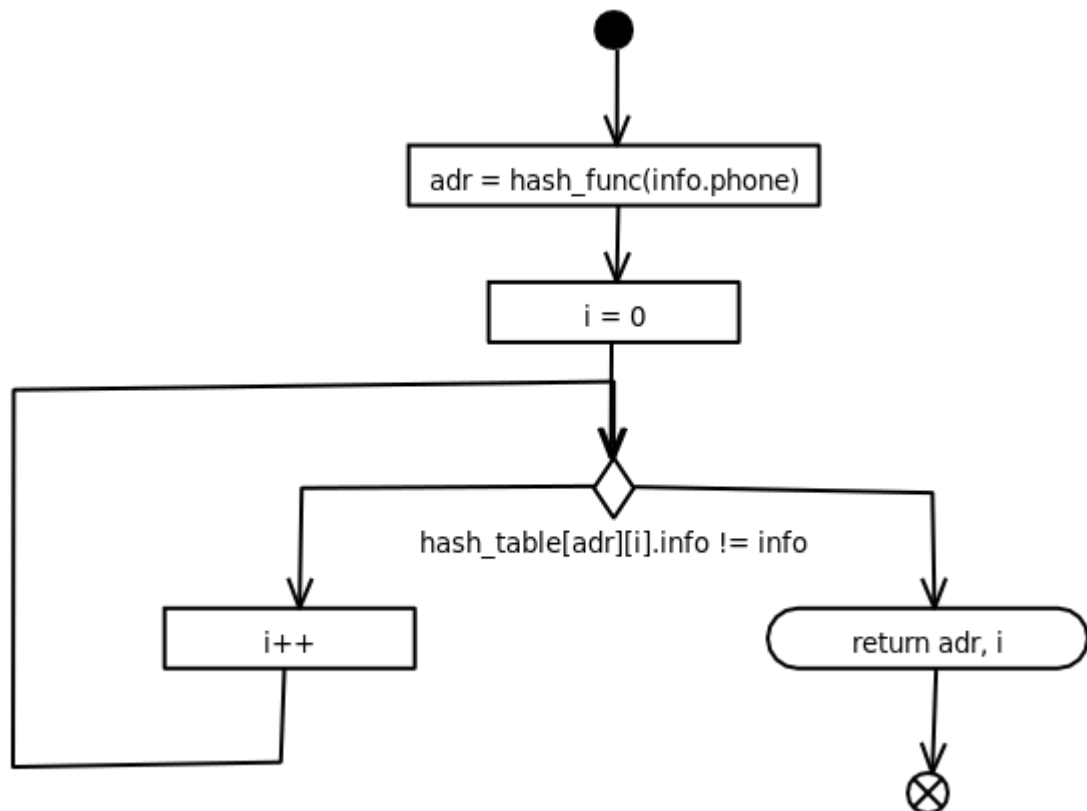 adr = hash_func(info.phone)
i = 0
hash_table[adr][i].info != info
i++
return adr, i